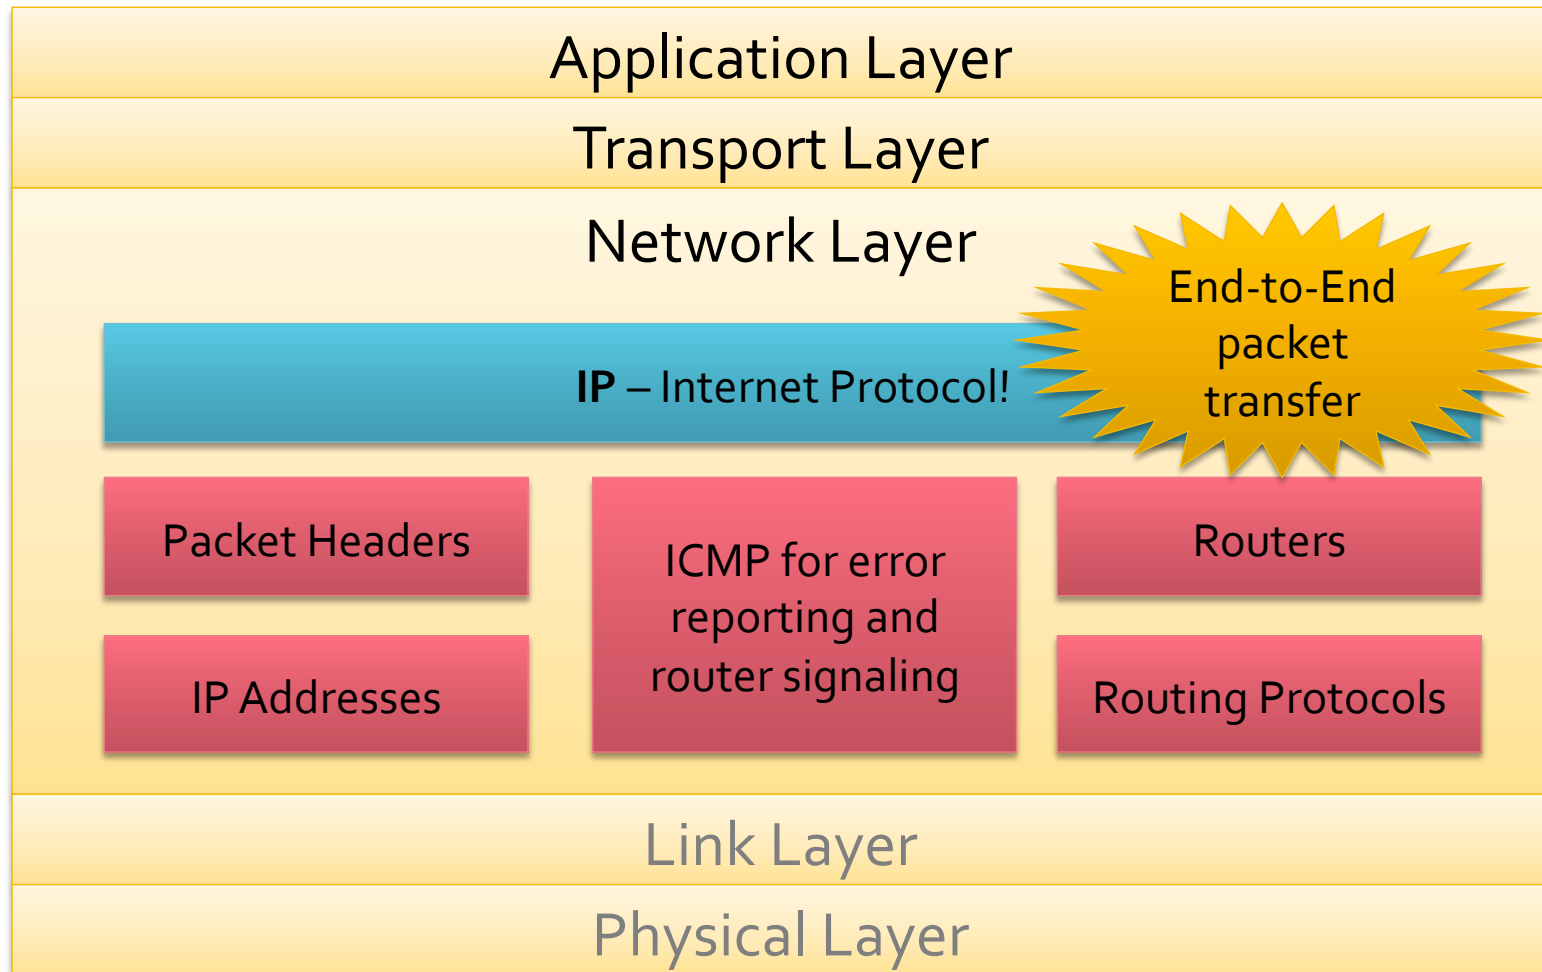 Application Layer
Transport Layer
Network Layer
End-to-End
packet
transfer
IP – Internet Protocol!
Packet Headers
ICMP for error
reporting and
router signaling
Routers
IP Addresses
Routing Protocols
Link Layer
Physical Layer